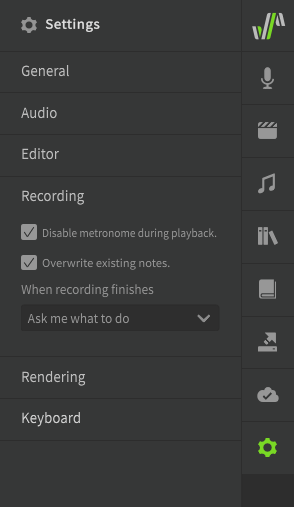 Settings
General
Audio
Editor
Recording
Disable metronome during playback.
Overwrite existing notes.
When recording finishes
Ask me what to do
Rendering
Keyboard